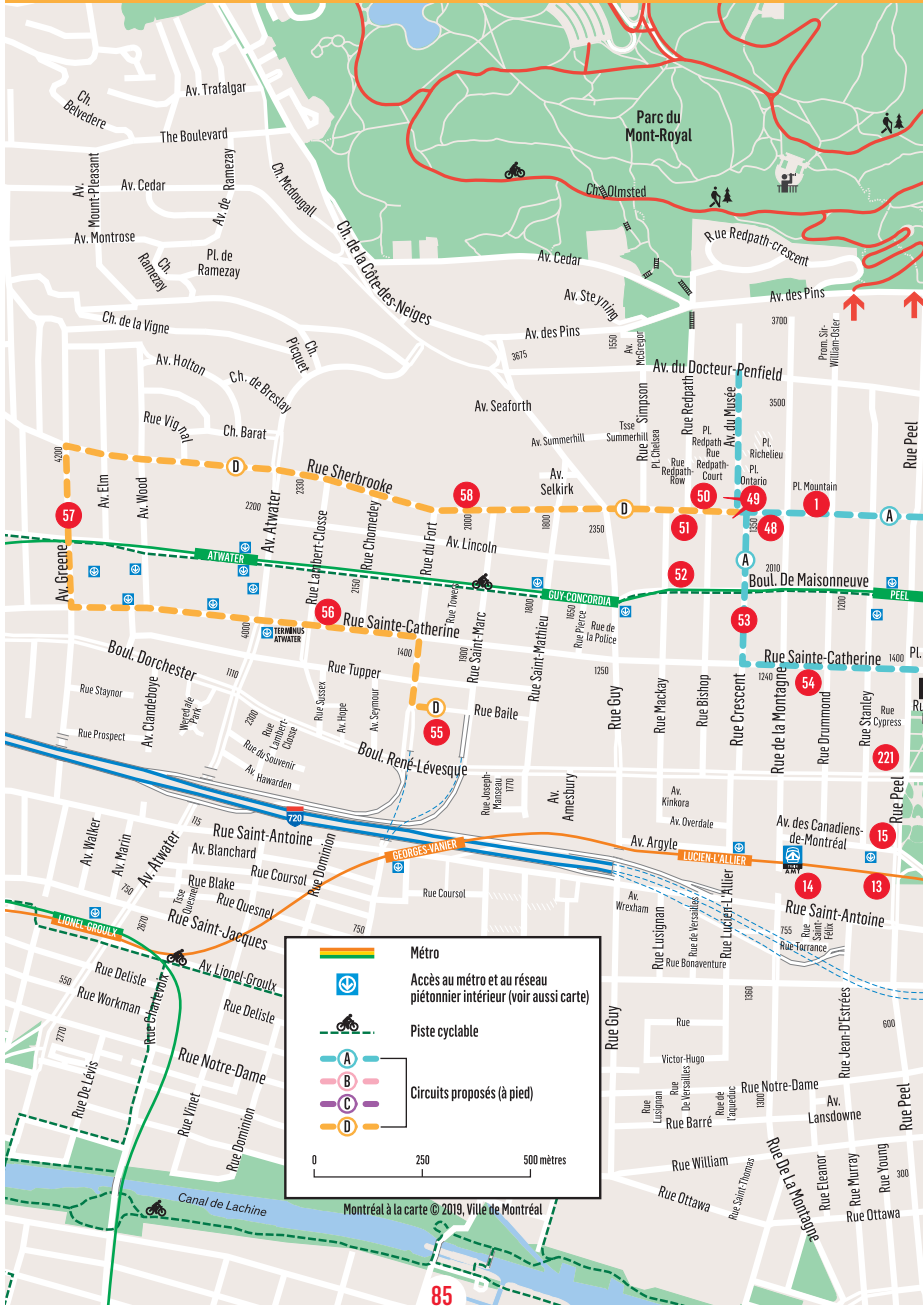 Ch.
Belvedere
Av. Trafalgar
The Boulevard
Parc du
Mont-Royal
Av.
Mount-Pleasant
Av. Cedar
Av. de Ramezay
Ch. Mcdougall
Ch. Olmsted
Av. Montrose
Ch.
Ramezay
Pl. de
Ramezay
Ch. de la Côte-des-Neiges
Av. Cedar
Rue Redpath-crescent
Av. Steyning
Av. des Pins
Ch. de la Vigne
Ch.
Picquet
Av. des Pins
3675
1550
Av.
McGregor
3700
Prom. Sir-
William-Osler
Av. Holton
Ch. de Breslay
Av. du Docteur-Penfield
3500
Rue Vignal
Ch. Barat
Av. Seaforth
Rue Simpson
Rue Redpath
Av. du Musée
Rue Peel
Av. Summerhill
Tsse
Summerhill
Pl. Chelsea
Pl.
Redpath
Rue
Redpath-
Court
Rue
Redpath-
Row
Pl.
Richelieu
Pl.
Ontario
Pl. Mountain
4200
D
Rue Sherbrooke
2330
2200
Av. Elm
Av. Wood
Av. Atwater
58
2000
1800
Av.
Selkirk
2350
D
50
49
1
A
51
48
1350
57
Av. Greene
Rue Lambert-Closse
Rue Chomedey
Rue du Fort
Av. Lincoln
ATWATER
2150
A
2010
Boul. De Maisonneuve
52
GUY-CONCORDIA
PEEL
Rue Towers
1800
1650
Rue Pierce
Rue de
la Police
1200
56
Rue Sainte-Catherine
4000
TERMINUS
ATWATER
1400
Rue Saint-Marc
1900
Rue Saint-Mathieu
53
1250
Rue Sainte-Catherine
1400
Pl.
1240
54
Boul. Dorchester
1110
Rue Tupper
Rue Staynor
Av. Clandeboye
Weredale
Park
Rue Sussex
Av. Hope
Av. Seymour
D
55
Rue Baile
Rue Guy
Rue Mackay
Rue Bishop
Rue Crescent
Rue de la Montagne
Rue Drummond
Rue Stanley
Rue
Cypress
Rue Prospect
2300
Rue
Lambert-
Closse
Rue du Souvenir
Av. Hawarden
Boul. René-Lévesque
221
Rue Joseph-
Manseau
1770
Av.
Amesbury
Av.
Kinkora
Rue Peel
720
Av. Overdale
Av. des Canadiens-
de-Montréal
15
115
Rue Saint-Antoine
Av. Walker
Av. Marin
Av. Atwater
Av. Blanchard
Rue Coursol
Rue Dominion
GEORGES-VANIER
Av. Argyle
LUCIEN-L'ALLIER
AMT
14
13
750
Tsse
Quesnel
Rue Blake
Rue Quesnel
Rue Coursol
Av.
Wrexham
Rue Lusignan
Rue de Versailles
Rue Lucien-L'Allier
Rue Saint-Antoine
755
Rue
Saint-
Félix
LIONEL-GROULX
2670
Rue Saint-Jacques
750
Rue Torrance
Rue Bonaventure
Rue Delisle
Av. Lionel-Groulx
550
Rue Workman
Rue Charlevoix
Rue Delisle
2770
1360
Rue Jean-D'Estrées
600
Rue Guy
Rue
Victor-Hugo
Rue De Lévis
Rue Notre-Dame
Rue Vinet
Rue Dominion
Rue
Lusignan
Rue
De Versailles
Rue de
l'aqueduc
1300
Rue Notre-Dame
Av.
Lansdowne
Rue Peel
Rue Barré
Rue William
Rue Saint-Thomas
Rue De La Montagne
Rue Eleanor
Rue Murray
Rue Young
300
Rue Ottawa
Rue Ottawa
Canal de Lachine
Métro
Accès au métro et au réseau
piétonnier intérieur (voir aussi carte)
Piste cyclable
A
B
C
D
Circuits proposés (à pied)
0 250 500 mètres
Montréal à la carte © 2019, Ville de Montréal
85